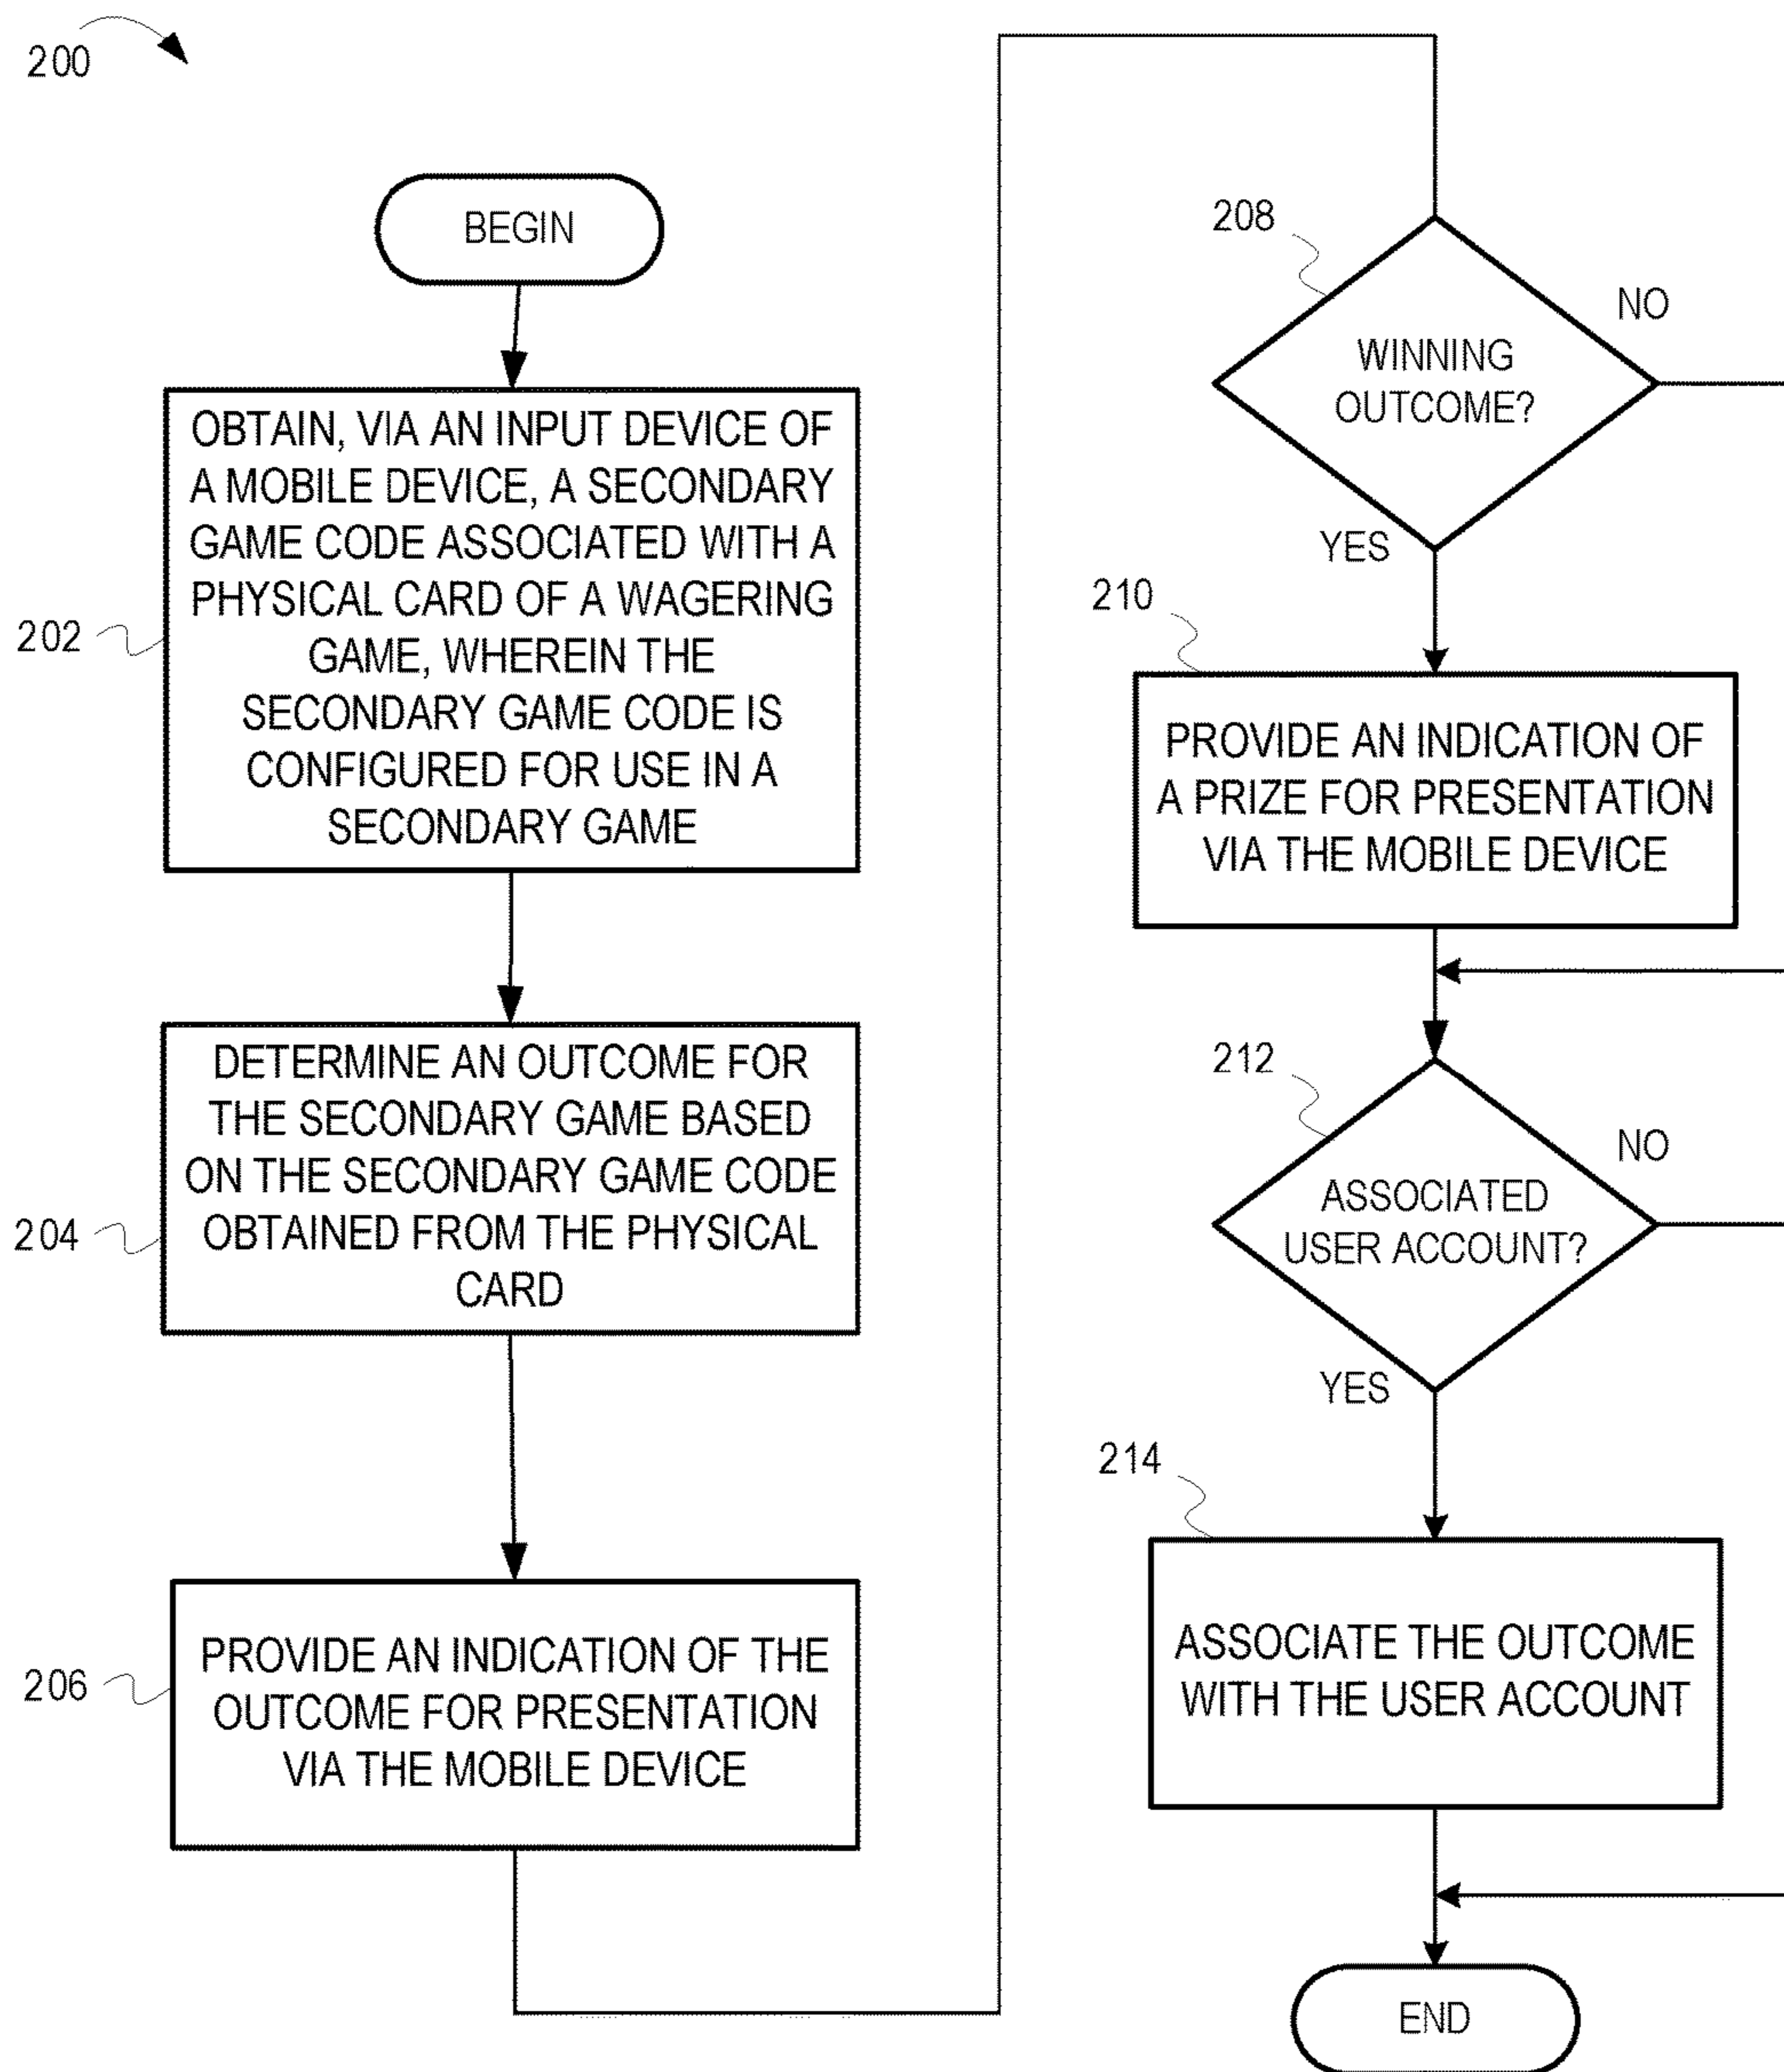 200
BEGIN
202
OBTAIN, VIA AN INPUT DEVICE OF
A MOBILE DEVICE, A SECONDARY
GAME CODE ASSOCIATED WITH A
PHYSICAL CARD OF A WAGERING
GAME, WHEREIN THE
SECONDARY GAME CODE IS
CONFIGURED FOR USE IN A
SECONDARY GAME
204
DETERMINE AN OUTCOME FOR
THE SECONDARY GAME BASED
ON THE SECONDARY GAME CODE
OBTAINED FROM THE PHYSICAL
CARD
206
PROVIDE AN INDICATION OF THE
OUTCOME FOR PRESENTATION
VIA THE MOBILE DEVICE
208
WINNING
OUTCOME?
NO
YES
210
PROVIDE AN INDICATION OF
A PRIZE FOR PRESENTATION
VIA THE MOBILE DEVICE
212
ASSOCIATED
USER ACCOUNT?
NO
YES
214
ASSOCIATE THE OUTCOME
WITH THE USER ACCOUNT
END